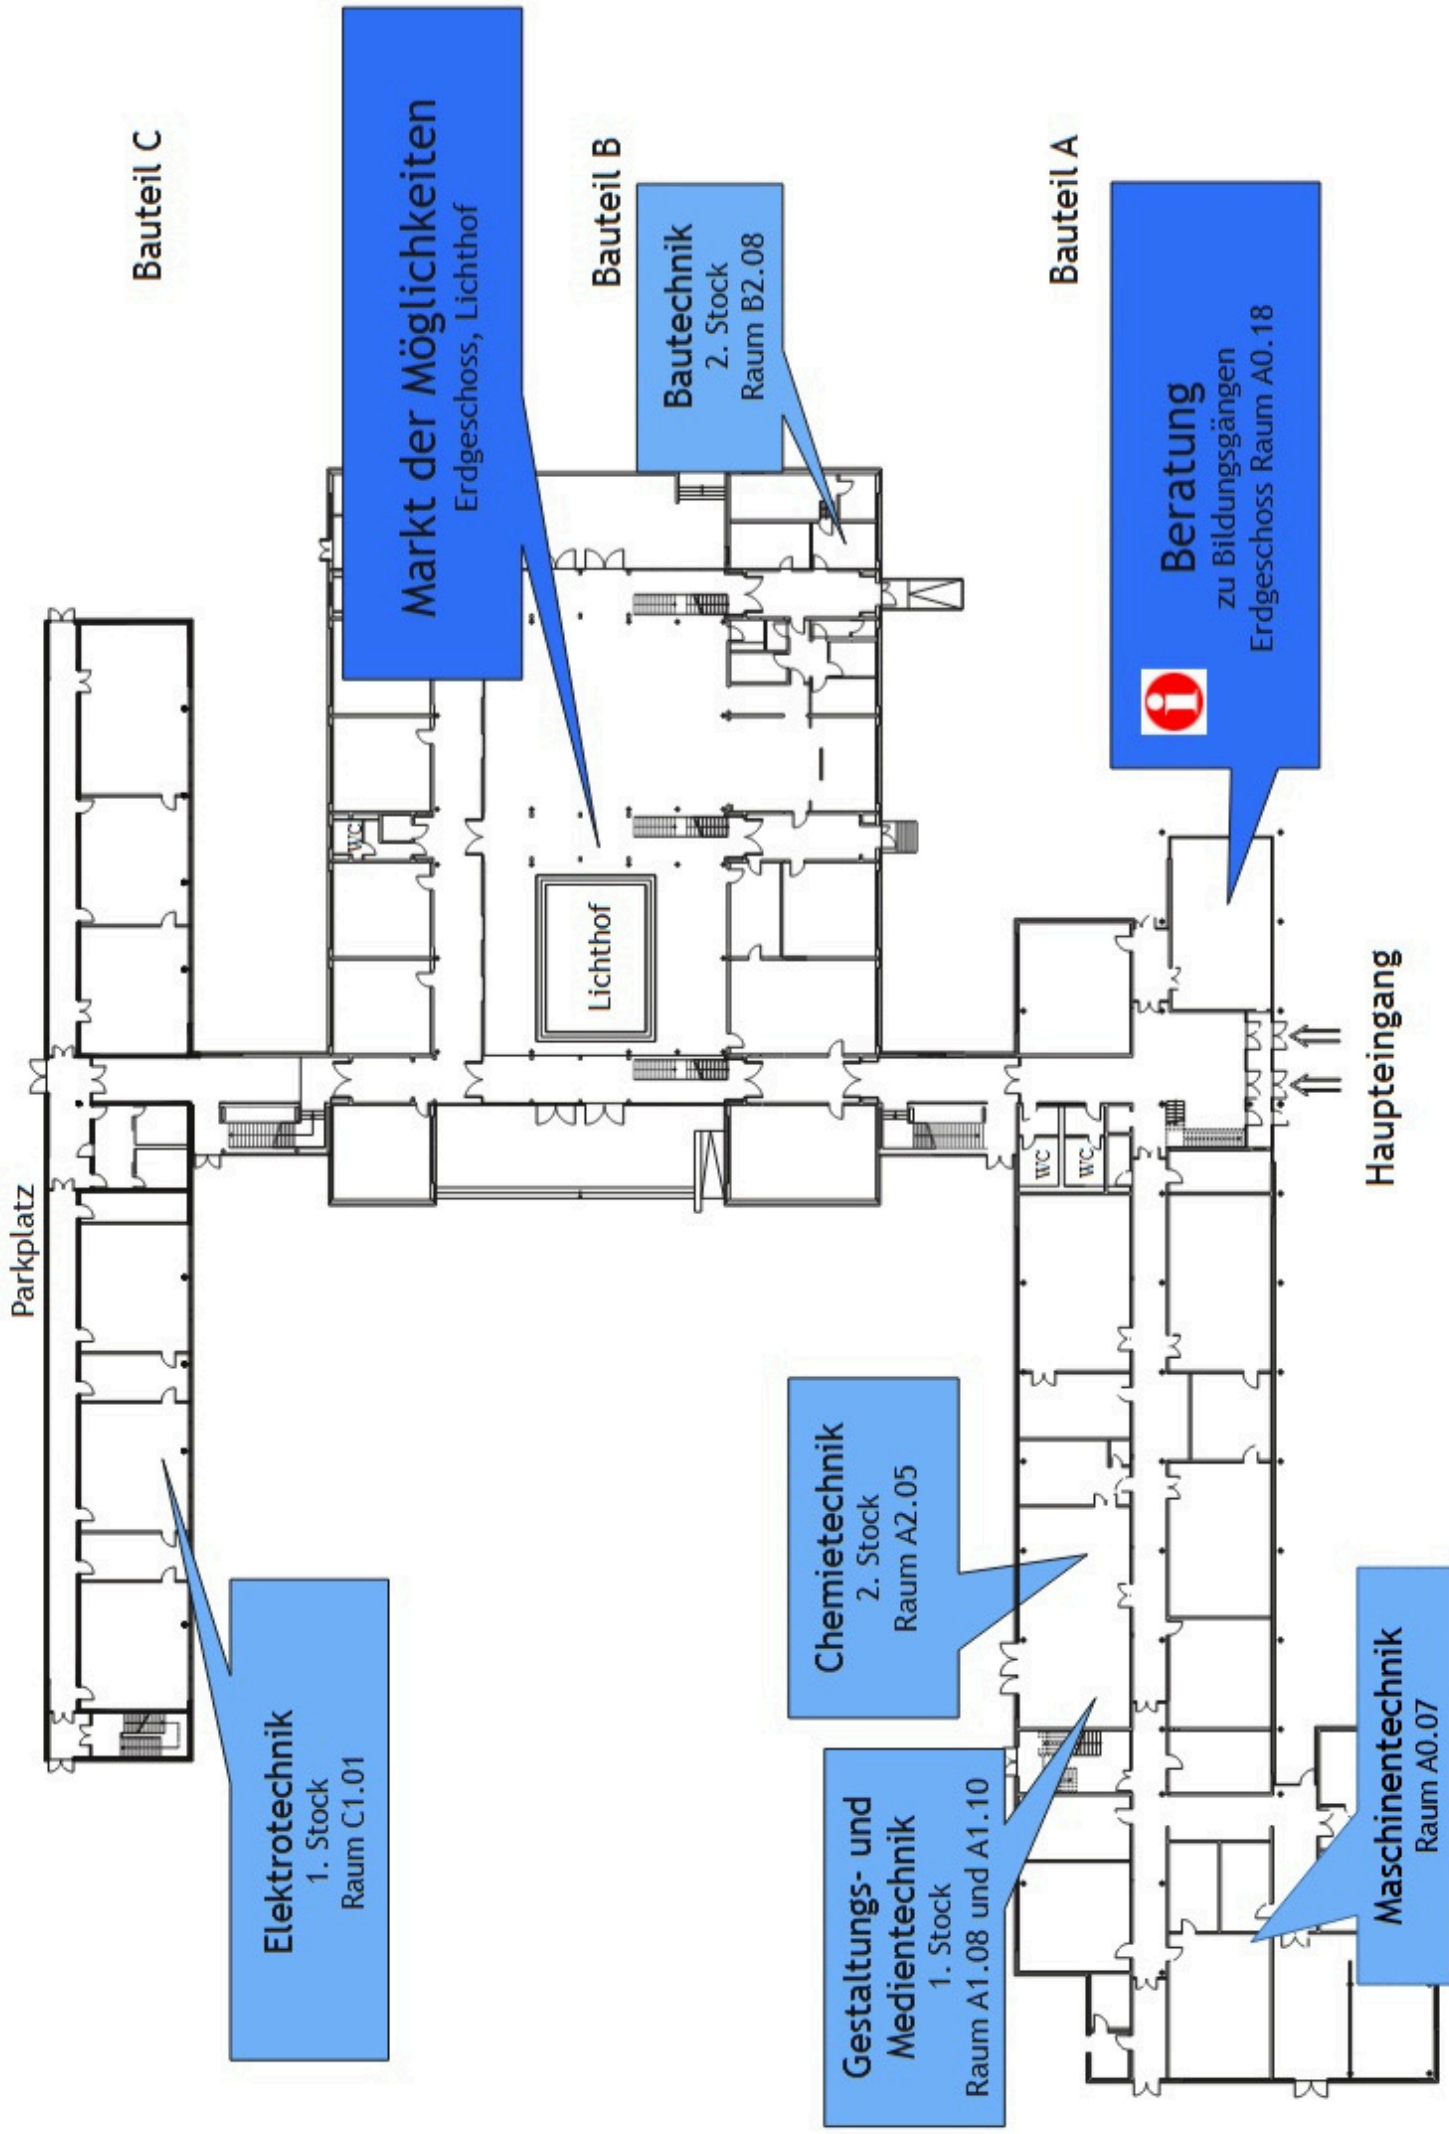 Parkplatz
Bauteil C
Elektrotechnik
1. Stock
Raum C1.01
Markt der Möglichkeiten
Erdgeschoss, Lichthof
WC
Lichthof
Bauteil B
Bautechnik
2. Stock
Raum B2.08
Chemietechnik
2. Stock
Raum A2.05
Gestaltungs- und
Medientechnik
1. Stock
Raum A1.08 und A1.10
WC
WC
Bauteil A
Beratung
zu Bildungsgängen
Erdgeschoss Raum A0.18
i
Maschinentechnik
Raum A0.07
Haupteingang